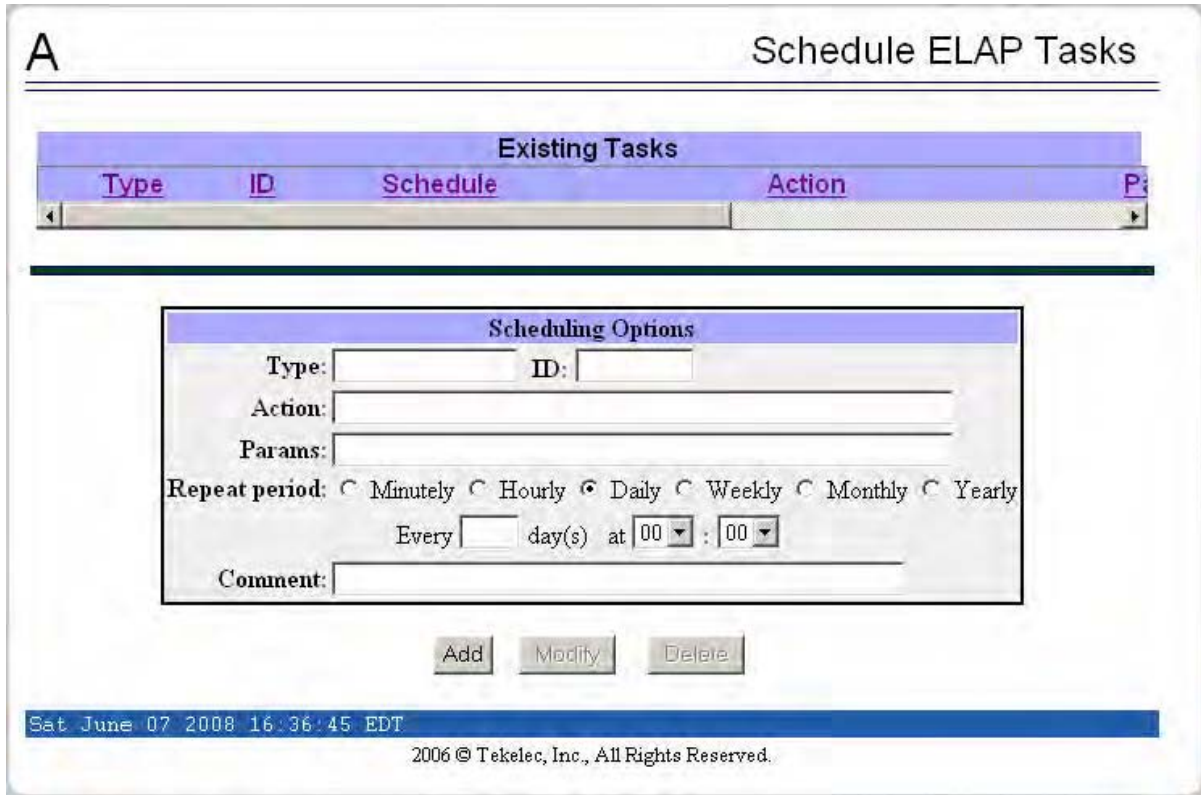 A
Schedule ELAP Tasks
Existing Tasks
Type ID Schedule Action Pa
Scheduling Options
Type: ID:
Action:
Params:
Repeat period: Minutely Hourly Daily Weekly Monthly Yearly
Every day(s) at 00 : 00
Comment:
Add Modify Delete
Sat June 07 2008 16:36:45 EDT
2006 © Tekelec, Inc., All Rights Reserved.